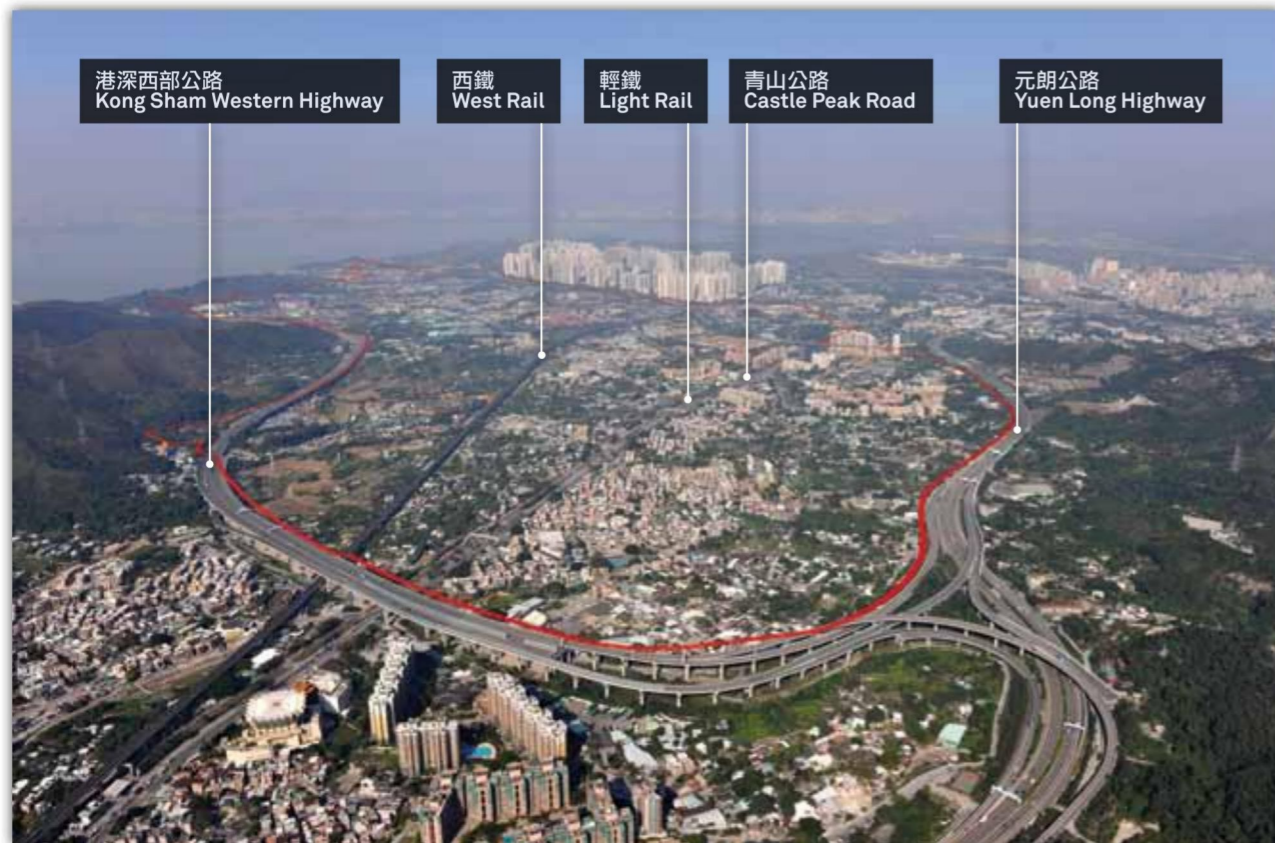 港深西部公路
Kong Sham Western Highway
西鐵
West Rail
輕鐵
Light Rail
青山公路
Castle Peak Road
元朗公路
Yuen Long Highway